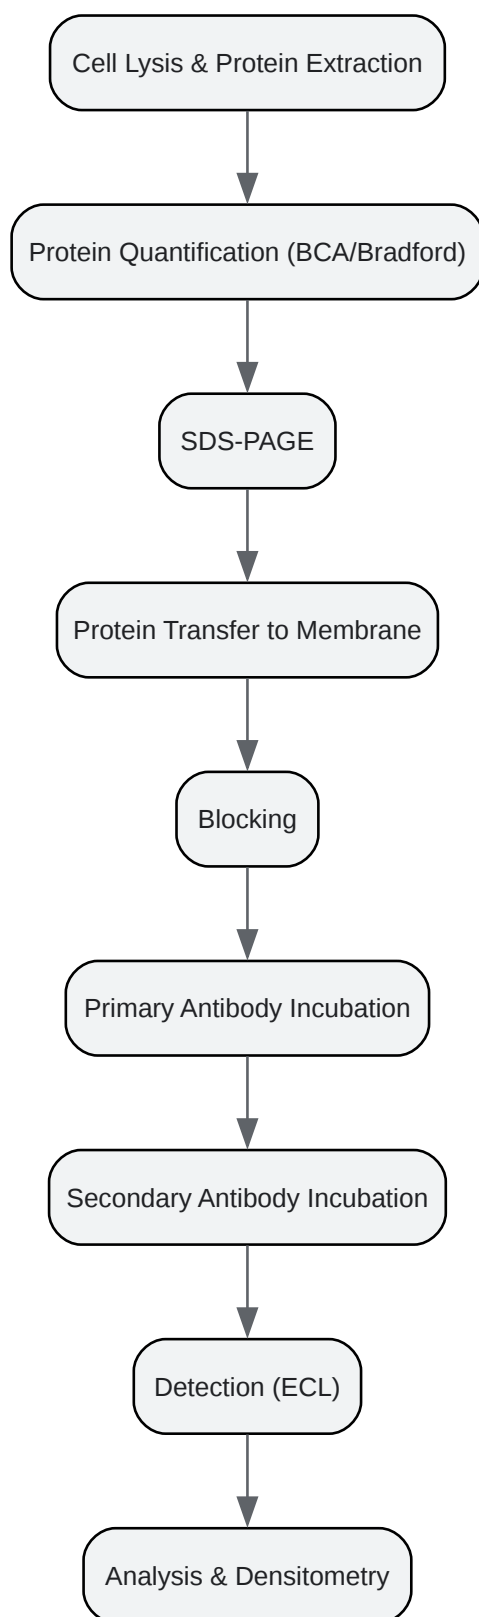 Cell Lysis & Protein Extraction
Protein Quantification (BCA/Bradford)
SDS-PAGE
Protein Transfer to Membrane
Blocking
Primary Antibody Incubation
Secondary Antibody Incubation
Detection (ECL)
Analysis & Densitometry